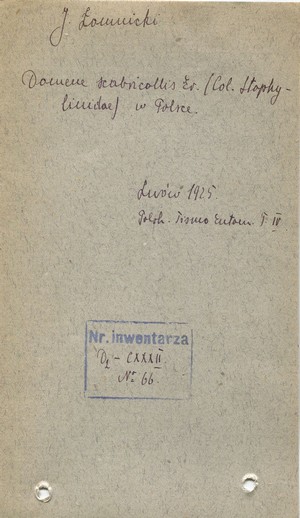 J. Łomnicki
Domene scabricollis Er. (Col. Staphy-
linidae) w Polsce.
Lwów 1925
Polsk. Pismo Entom. T IV
Nr. inwentarza
CXXXII
№ 66.